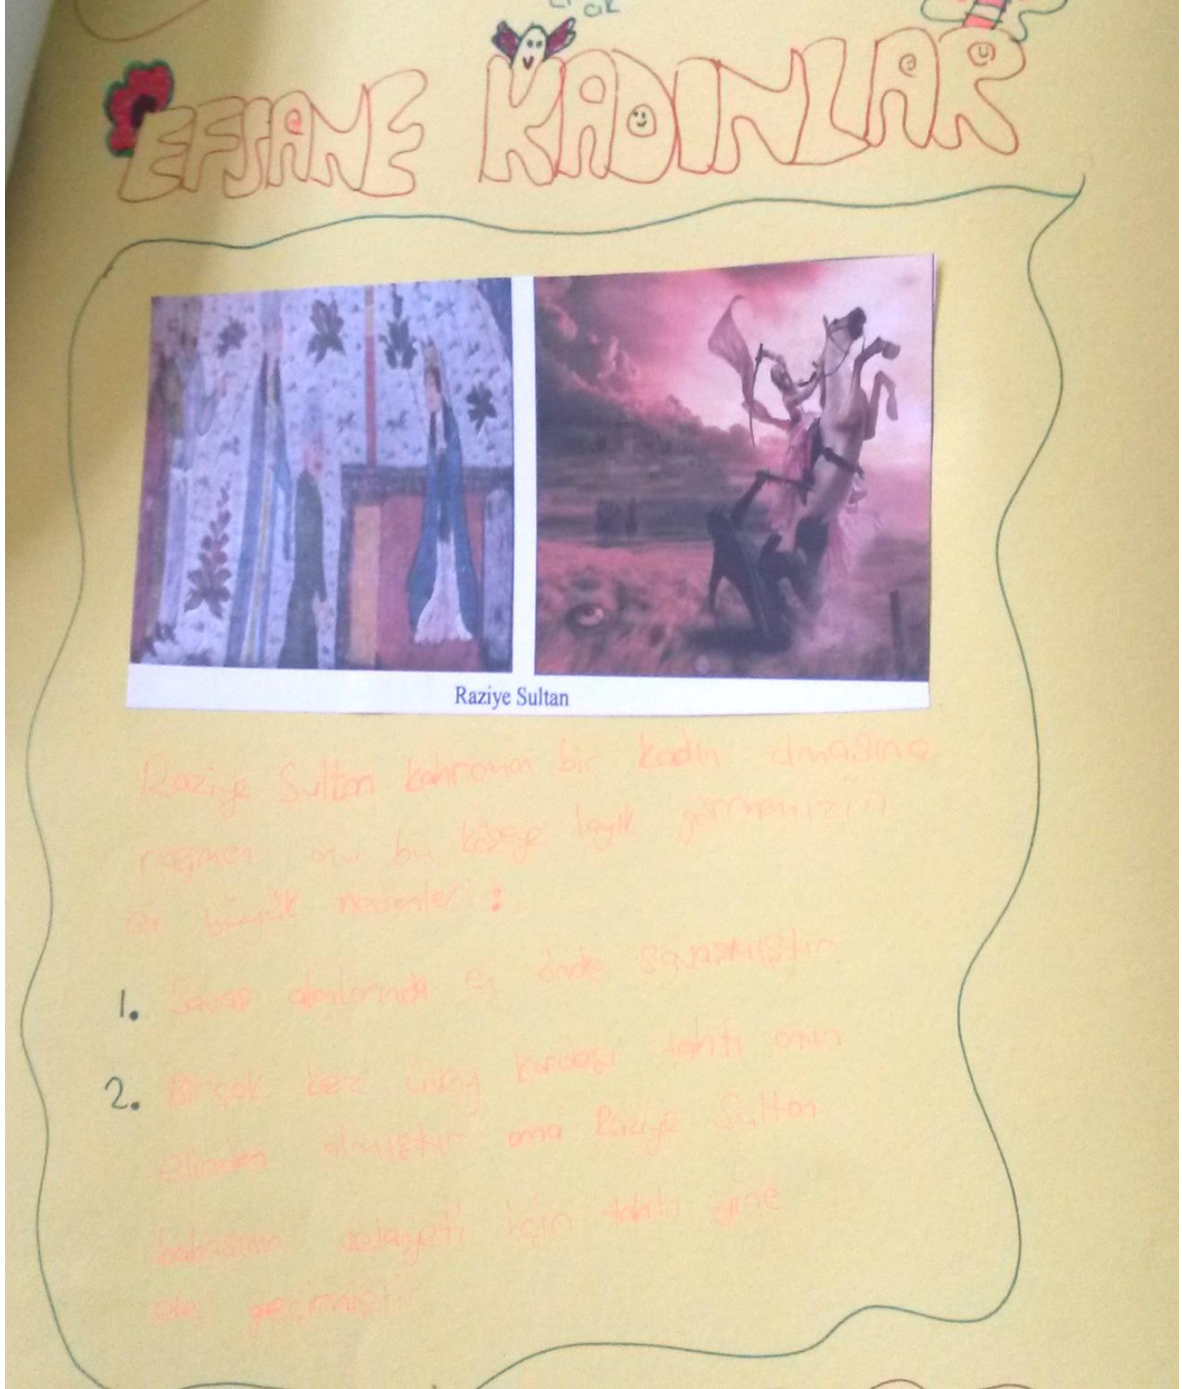 EFSANE KADINLAR
Raziye Sultan
Raziye Sultan kahraman bir kadın olmasına
rağmen onu bu köşeye layık görmemizin
en büyük nedenleri:
1. Savaş alanlarında en önde savaşmıştır
2. Birçok kez üvey kardeşi tahtı onun
elinden almıştır ama Raziye Sultan
babasının için tahtı yine
ele geçirmiştir